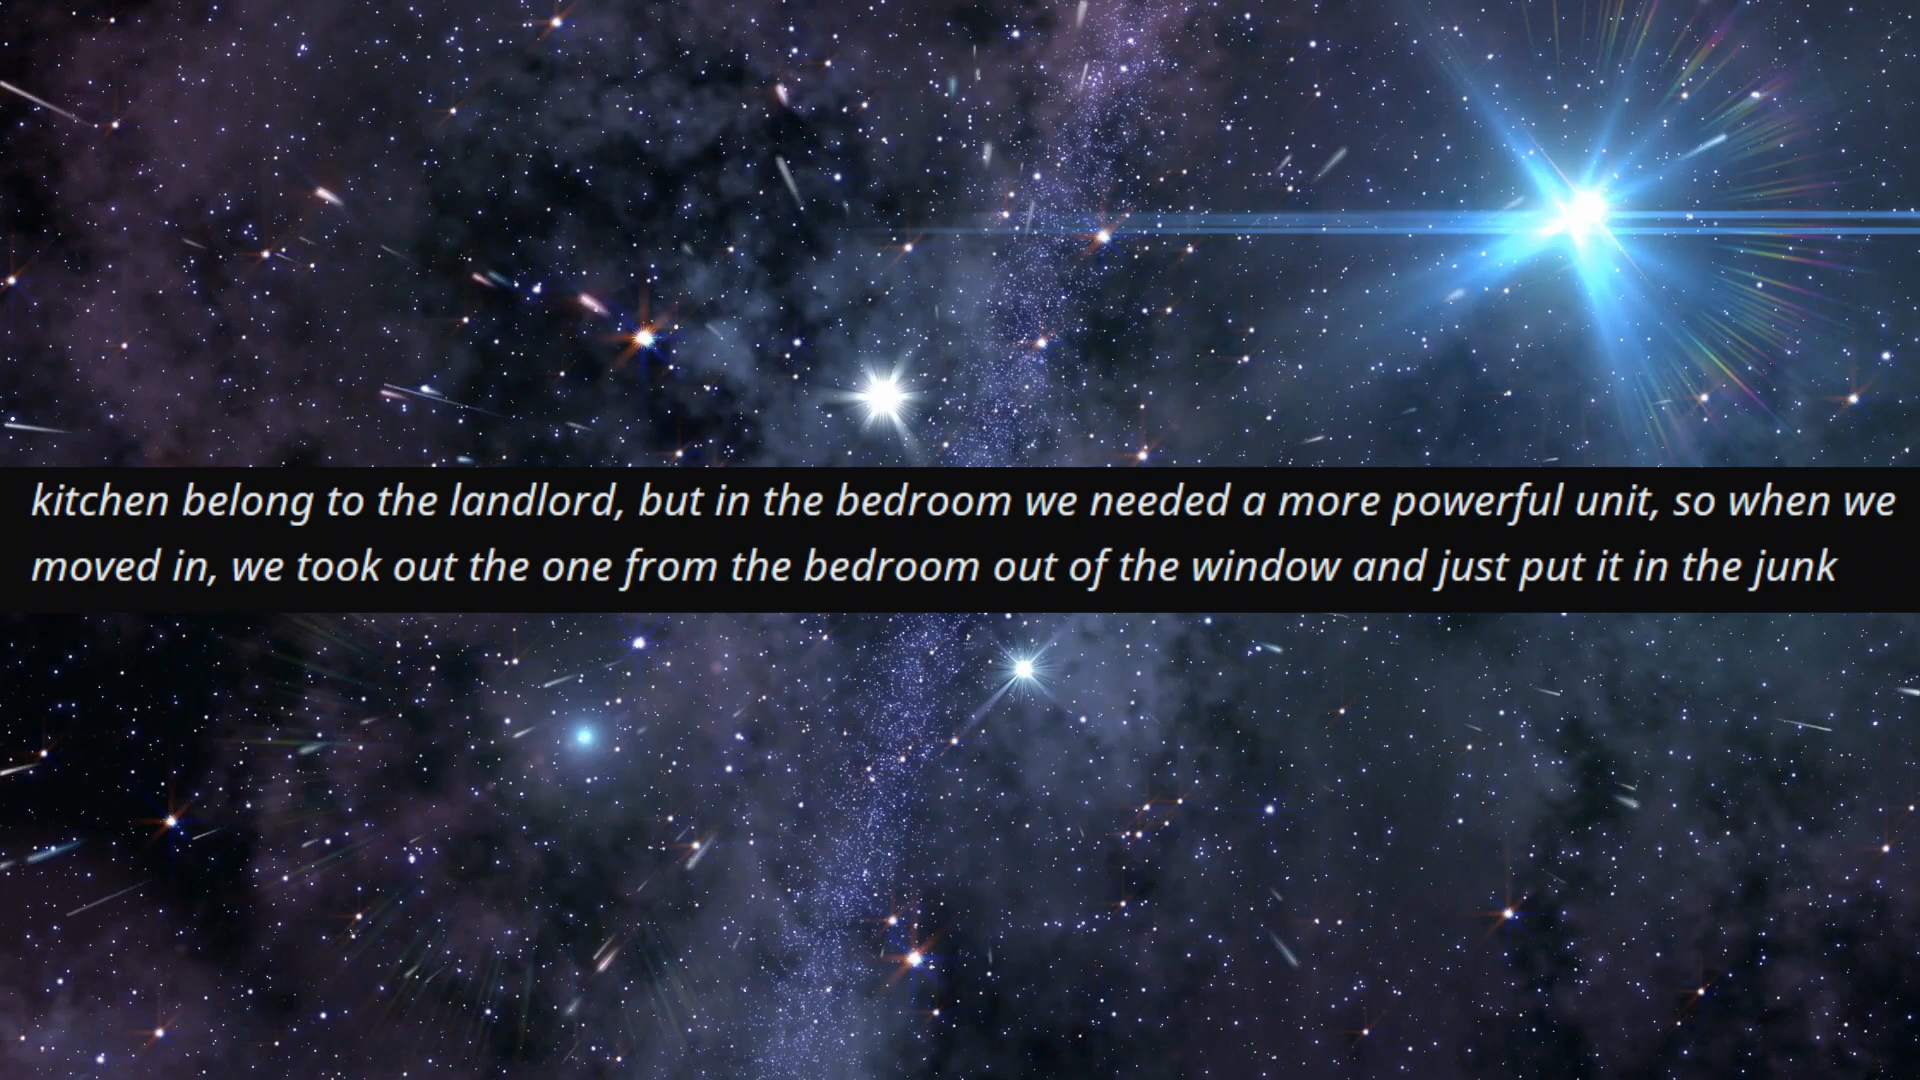 kitchen belong to the landlord, but in the bedroom we needed a more powerful unit, so when we
moved in, we took out the one from the bedroom out of the window and just put it in the junk